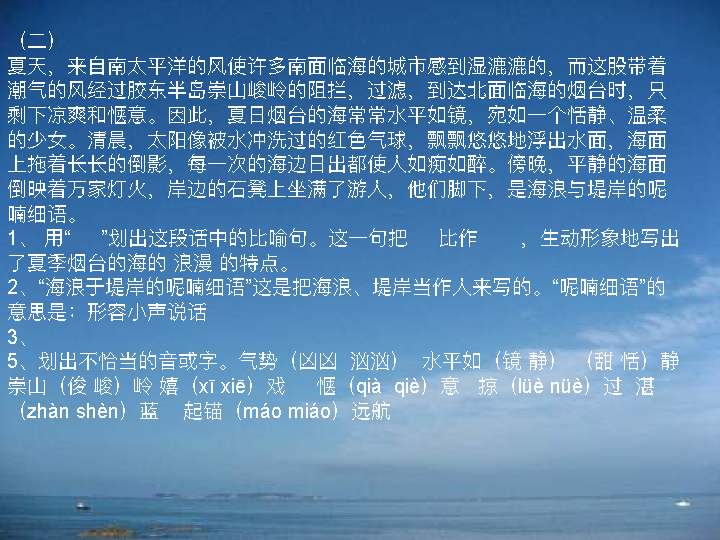 （二）
夏天，来自南太平洋的风使许多南面临海的城市感到湿漉漉的，而这股带着
潮气的风经过胶东半岛崇山峻岭的阻拦，过滤，到达北面临海的烟台时，只
剩下凉爽和惬意。因此，夏日烟台的海常常水平如镜，宛如一个恬静、温柔
的少女。清晨，太阳像被水冲洗过的红色气球，飘飘悠悠地浮出水面，海面
上拖着长长的倒影，每一次的海边日出都使人如痴如醉。傍晚，平静的海面
倒映着万家灯火，岸边的石凳上坐满了游人，他们脚下，是海浪与堤岸的呢
喃细语。
1、 用“ ”划出这段话中的比喻句。这一句把 比作 ，生动形象地写出
了夏季烟台的海的 浪漫 的特点。
2、“海浪于堤岸的呢喃细语”这是把海浪、堤岸当作人来写的。“呢喃细语”的
意思是：形容小声说话
3、
5、划出不恰当的音或字。气势（凶凶 汹汹） 水平如（镜 静） （甜 恬）静
崇山（俊 峻）岭 嬉（xī xiē）戏 惬（qià qiè）意 掠（lüè nüè）过 湛
（zhàn shèn）蓝 起锚（máo miáo）远航